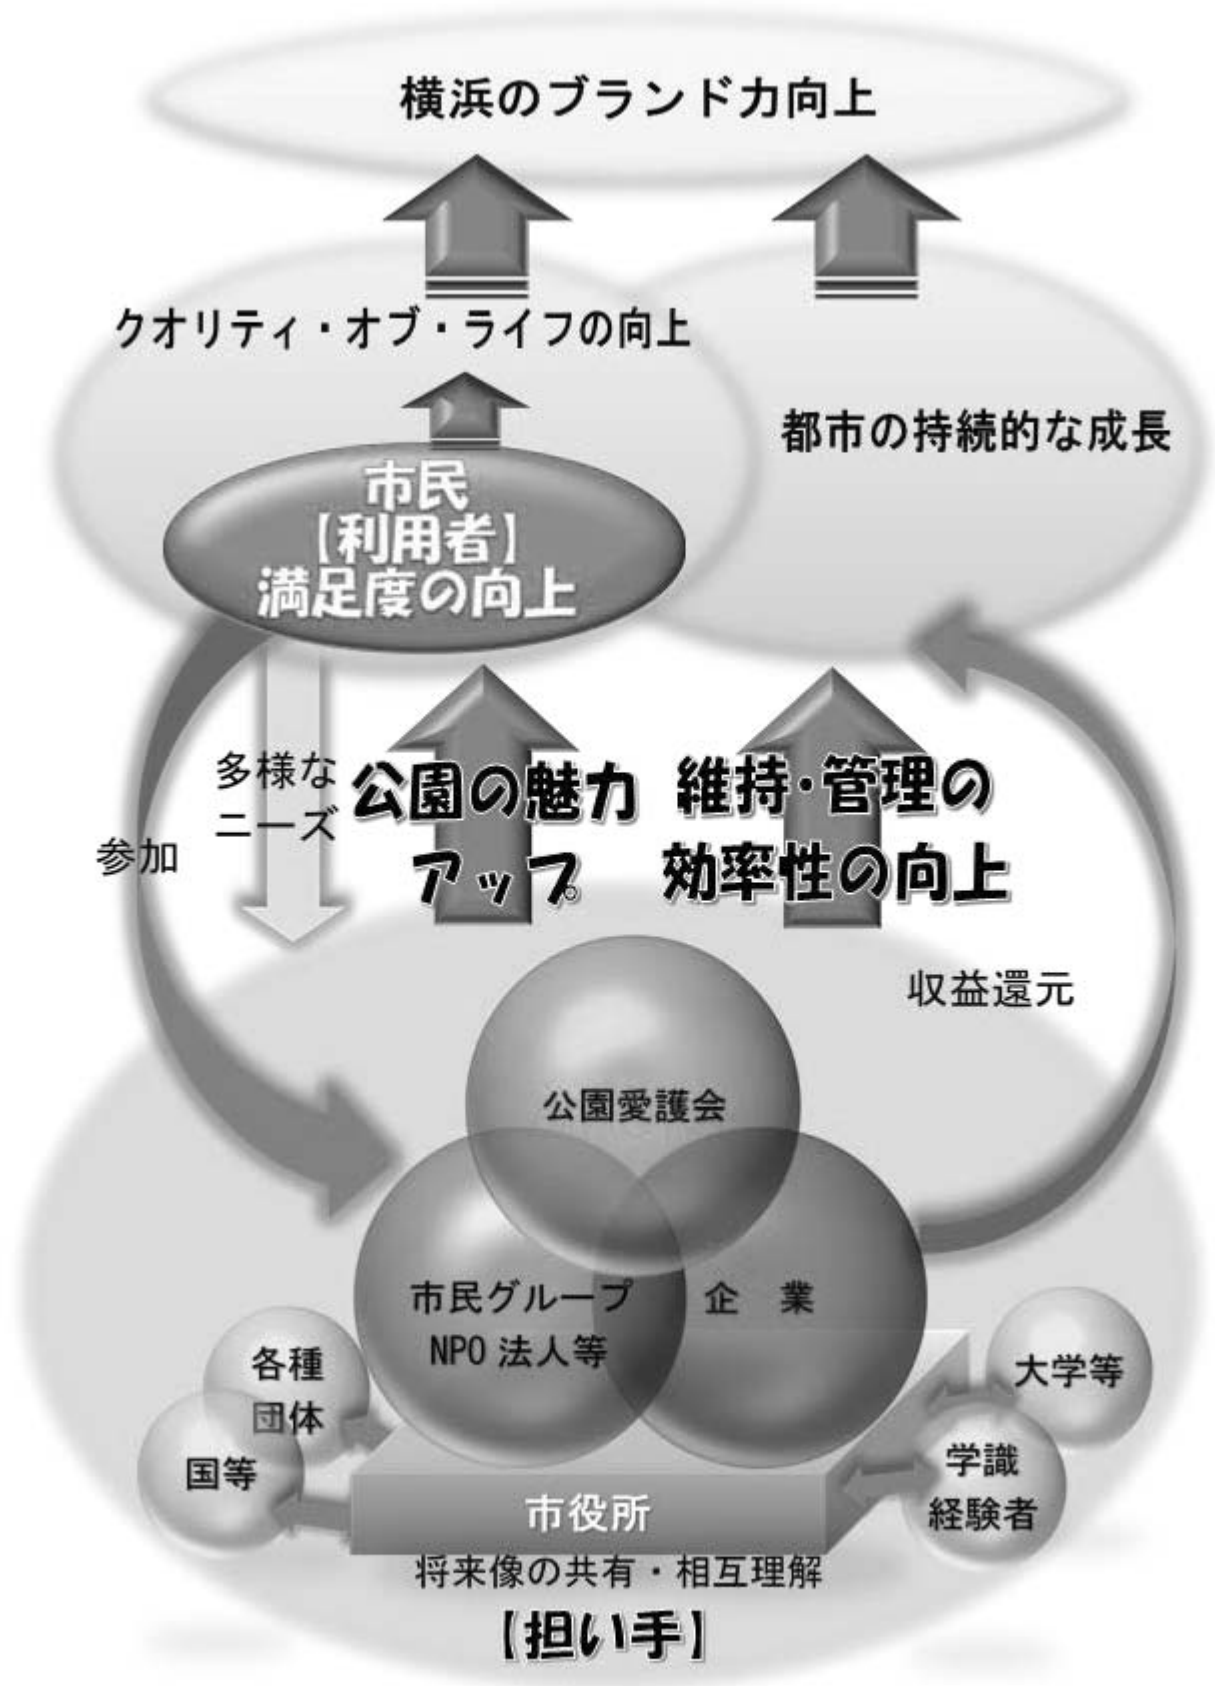 横浜のブランド力向上
クオリティ・オブ・ライフの向上
都市の持続的な成長
市民
【利用者】
満足度の向上
多様な
ニーズ
参加
公園の魅力
アップ
維持・管理の
効率性の向上
収益還元
公園愛護会
市民グループ
NPO 法人等
企　業
各種
団体
国等
大学等
学識
経験者
市役所
将来像の共有・相互理解
【担い手】